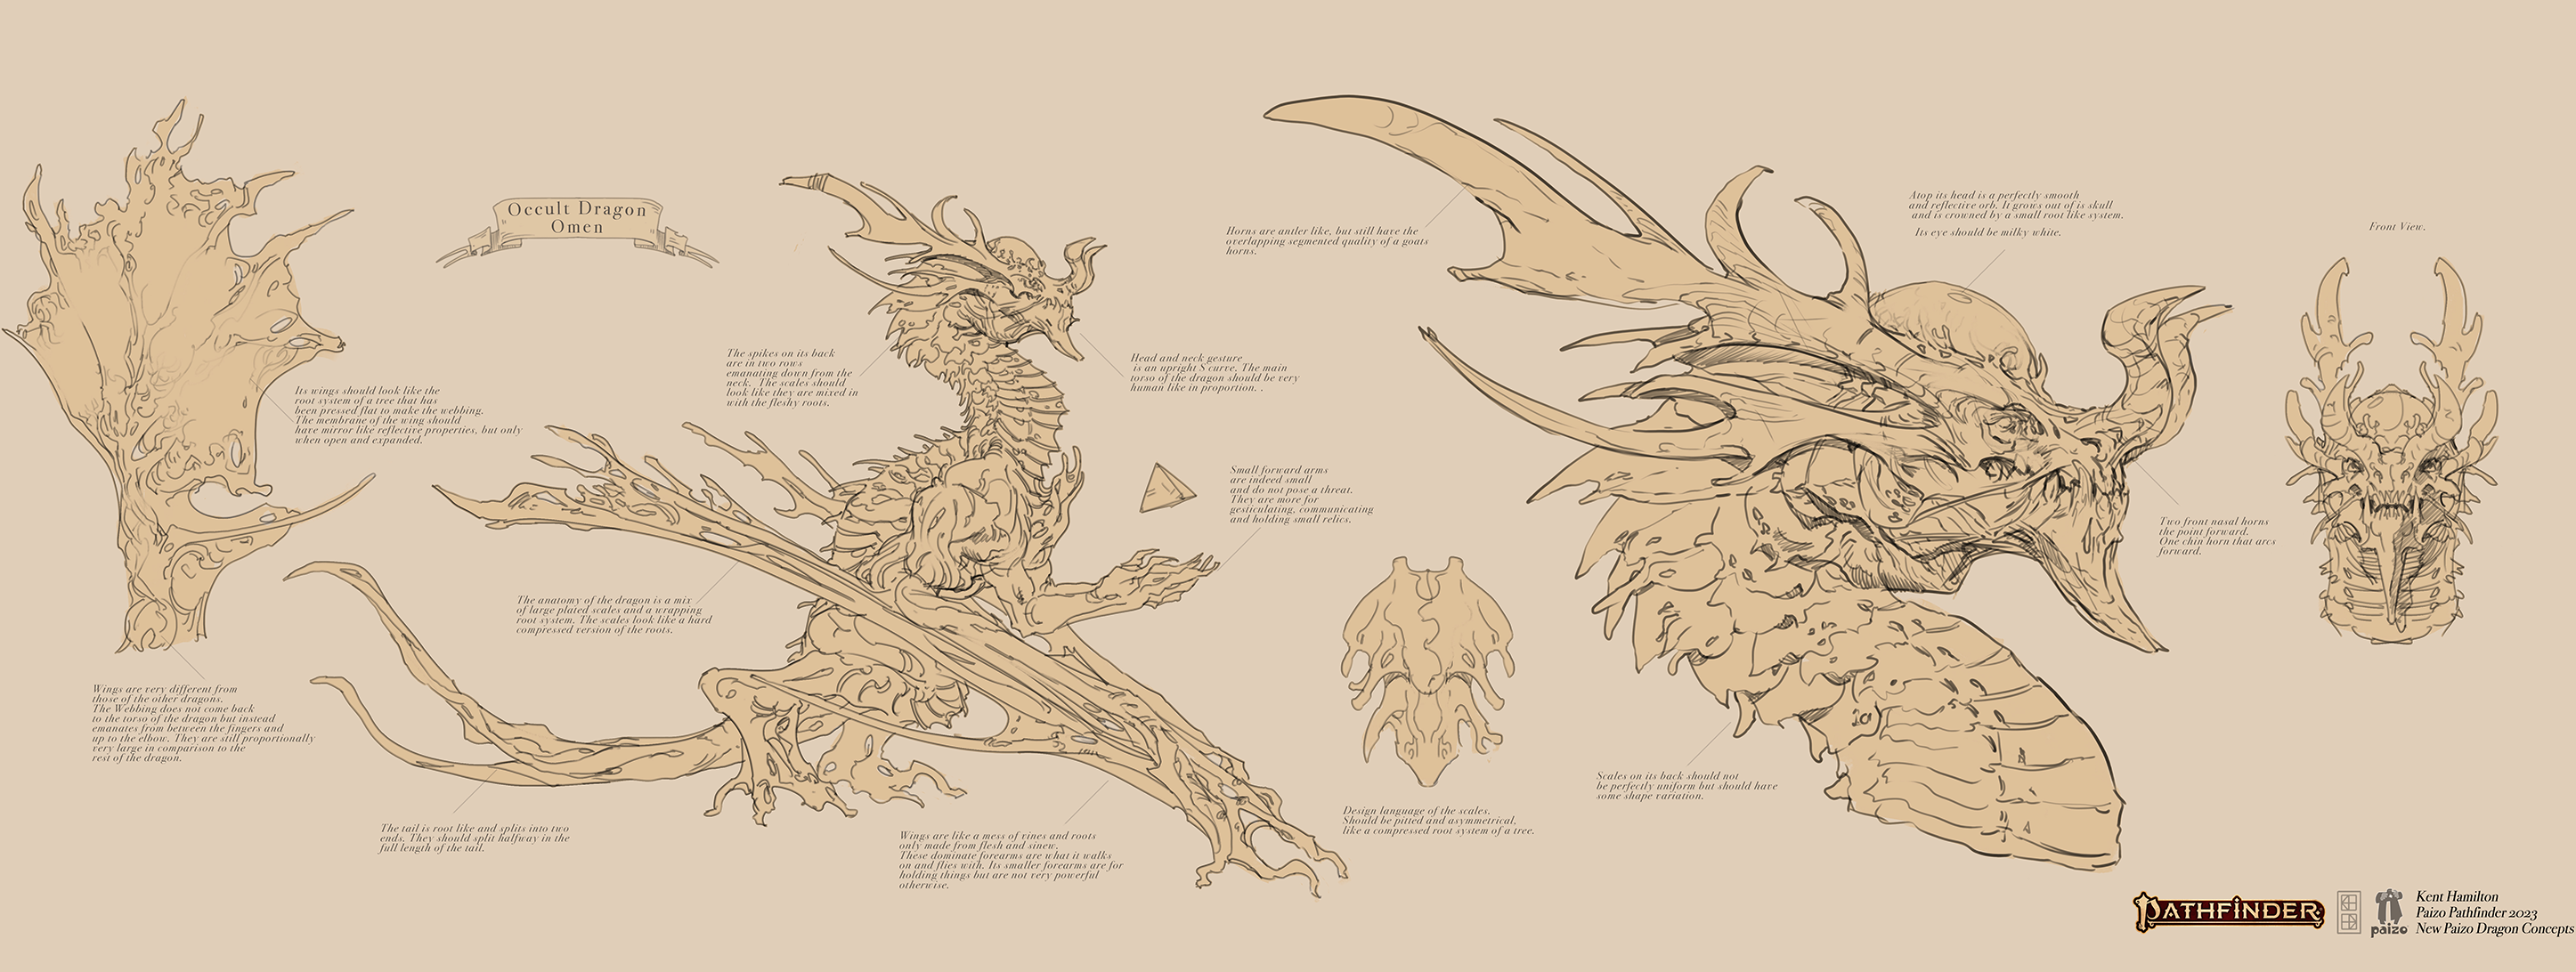 Occult Dragon
Omen
Its wings should look like the
root system of a tree that has
been pressed flat to make the webbing.
The membrane of the wing should
have mirror like reflective properties, but only
when open and expanded.
Wings are very different from
those of the other dragons.
The Webbing does not come back
to the torso of the dragon but instead
emanates from between the fingers and
up to the elbow. They are still proportionally
very large in comparison to the
rest of the dragon.
The spikes on its back
are in two rows
emanating down from the
neck. The scales should
look like they are mixed in
with the fleshy roots.
Head and neck gesture
is an upright S curve. The main
torso of the dragon should be very
human like in proportion. .
Small forward arms
are indeed small
and do not pose a threat.
They are more for
gesticulating, communicating
and holding small relics.
The anatomy of the dragon is a mix
of large plated scales and a wrapping
root system. The scales look like a hard
compressed version of the roots.
The tail is root like and splits into two
ends. They should split halfway in the
full length of the tail.
Wings are like a mess of vines and roots
only made from flesh and sinew.
These dominate forearms are what it walks
on and flies with. Its smaller forearms are for
holding things but are not very powerful
otherwise.
Design language of the scales.
Should be pitted and asymmetrical,
like a compressed root system of a tree.
Horns are antler like, but still have the
overlapping segmented quality of a goats
horns.
Atop its head is a perfectly smooth
and reflective orb. It grows out of is skull
and is crowned by a small root like system.
Its eye should be milky white.
Two front nasal horns
the point forward.
One chin horn that arcs
forward.
Scales on its back should not
be perfectly uniform but should have
some shape variation.
Front View.
PATHFINDER
paizo
Kent Hamilton
Paizo Pathfinder 2023
New Paizo Dragon Concepts